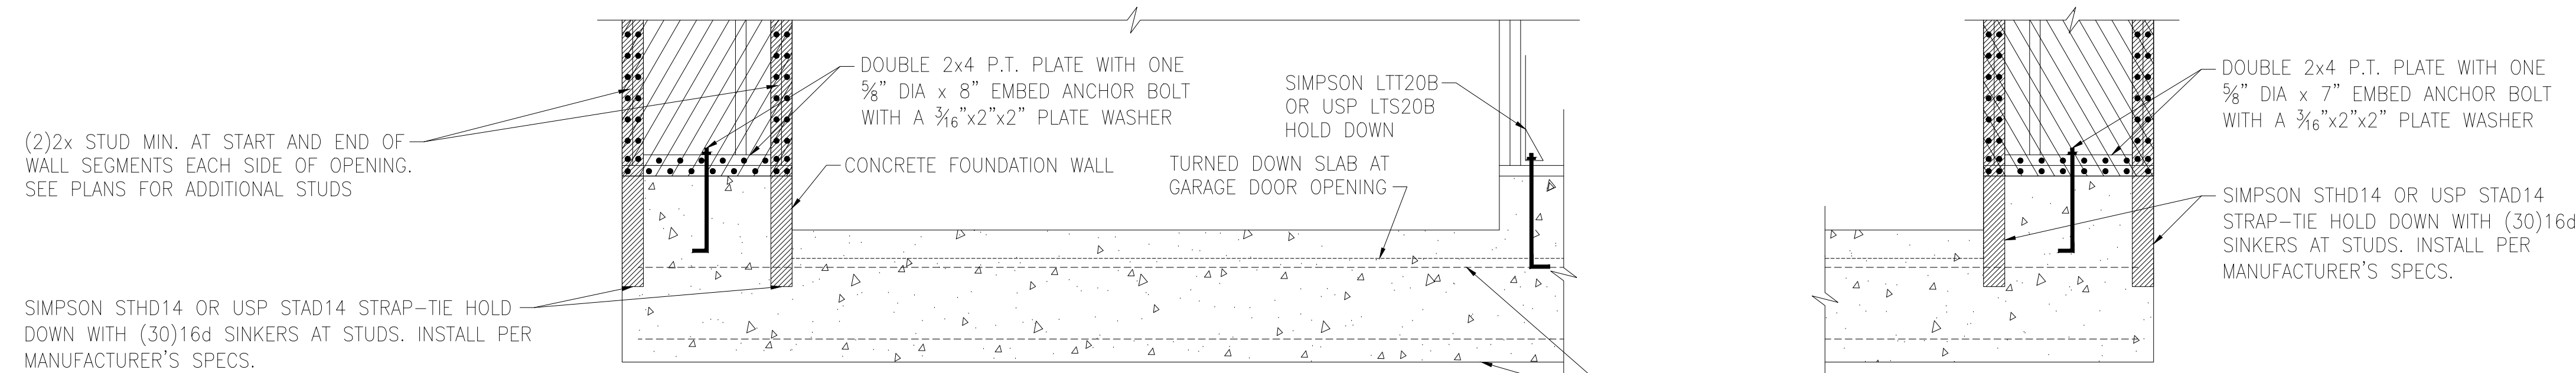 (2)2x STUD MIN. AT START AND END OF
WALL SEGMENTS EACH SIDE OF OPENING.
SEE PLANS FOR ADDITIONAL STUDS
SIMPSON STHD14 OR USP STAD14 STRAP-TIE HOLD
DOWN WITH (30)16d SINKERS AT STUDS. INSTALL PER
MANUFACTURER'S SPECS.
DOUBLE 2x4 P.T. PLATE WITH ONE
5/8" DIA x 8" EMBED ANCHOR BOLT
WITH A 3/16"x2"x2" PLATE WASHER
CONCRETE FOUNDATION WALL
SIMPSON LTT20B
OR USP LTS20B
HOLD DOWN
TURNED DOWN SLAB AT
GARAGE DOOR OPENING
DOUBLE 2x4 P.T. PLATE WITH ONE
5/8" DIA x 7" EMBED ANCHOR BOLT
WITH A 3/16"x2"x2" PLATE WASHER
SIMPSON STHD14 OR USP STAD14
STRAP-TIE HOLD DOWN WITH (30)16d
SINKERS AT STUDS. INSTALL PER
MANUFACTURER'S SPECS.